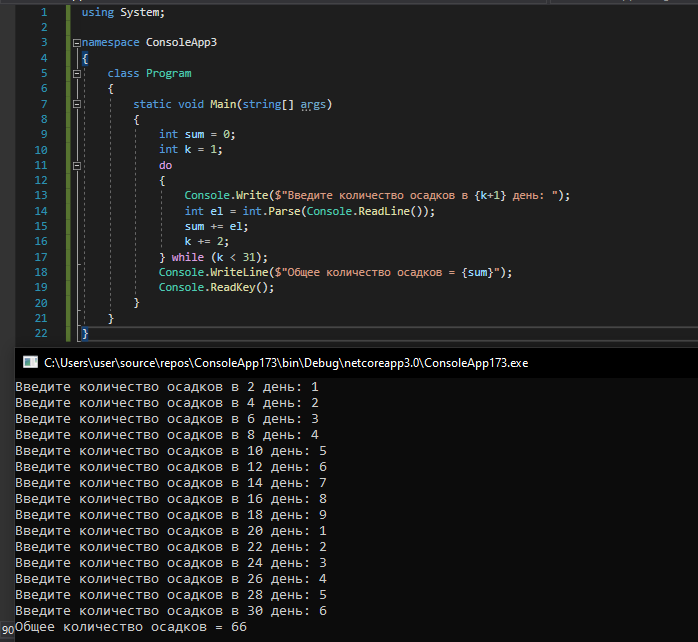 1 using System;
2
3 namespace ConsoleApp3
4 {
5 class Program
6 {
7 static void Main(string[] args)
8 {
9 int sum = 0;
10 int k = 1;
11 do
12 {
13 Console.Write($"Введите количество осадков в {k+1} день: ");
14 int el = int.Parse(Console.ReadLine());
15 sum += el;
16 k += 2;
17 } while (k < 31);
18 Console.WriteLine($"Общее количество осадков = {sum}");
19 Console.ReadKey();
20 }
21 }
22 }
C:\Users\user\source\repos\ConsoleApp173\bin\Debug\netcoreapp3.0\ConsoleApp173.exe
Введите количество осадков в 2 день: 1
Введите количество осадков в 4 день: 2
Введите количество осадков в 6 день: 3
Введите количество осадков в 8 день: 4
Введите количество осадков в 10 день: 5
Введите количество осадков в 12 день: 6
Введите количество осадков в 14 день: 7
Введите количество осадков в 16 день: 8
Введите количество осадков в 18 день: 9
Введите количество осадков в 20 день: 1
Введите количество осадков в 22 день: 2
Введите количество осадков в 24 день: 3
Введите количество осадков в 26 день: 4
Введите количество осадков в 28 день: 5
Введите количество осадков в 30 день: 6
Общее количество осадков = 66
90